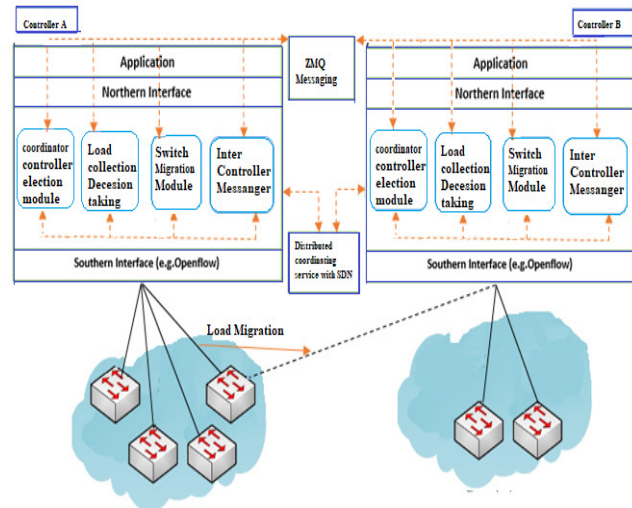 Controller A
Controller B
ZMQ
Messaging
Application
Northern Interface
coordinator
controller
election
module
Load
collection
Decesion
taking
Switch
Migration
Module
Inter
Controller
Messanger
Southern Interface (e.g.Openflow)
Distributed
coordinating
service with SDN
Application
Northern Interface
coordinator
controller
election
module
Load
collection
Decesion
taking
Switch
Migration
Module
Inter
Controller
Messanger
Southern Interface (e.g.Openflow)
Load Migration